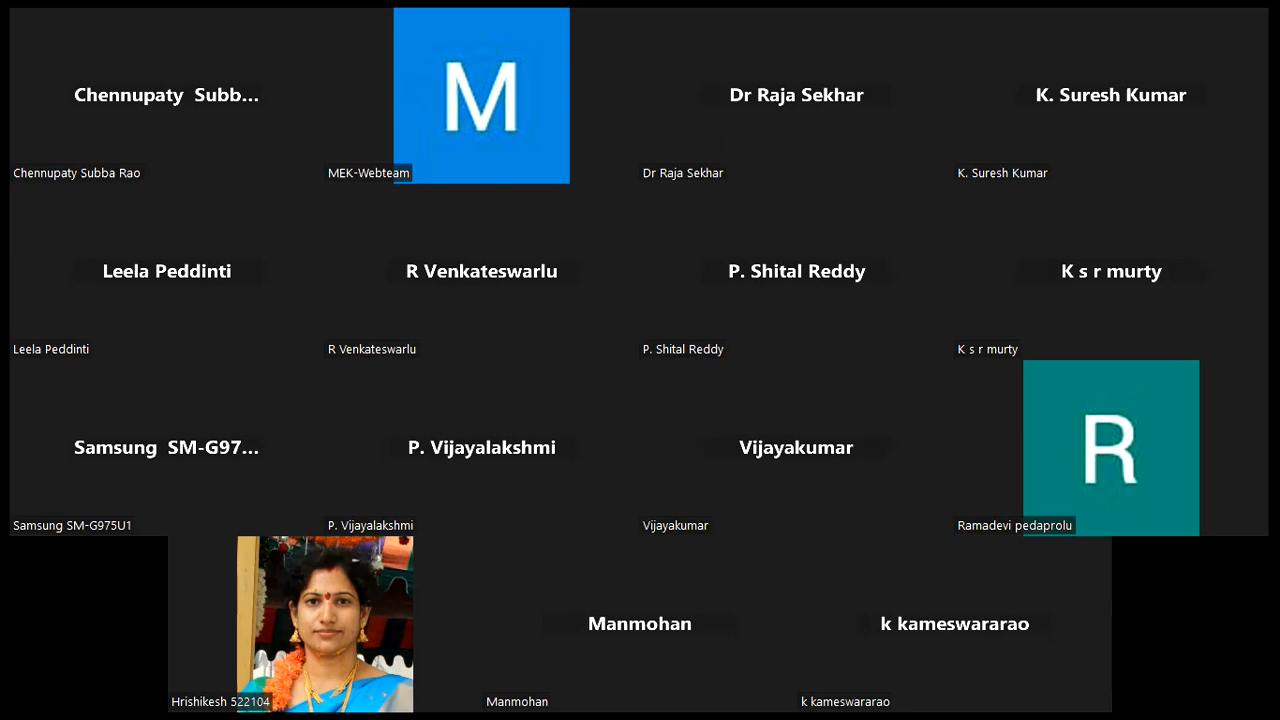 Chennupaty  Subb...
M
Dr Raja Sekhar
K. Suresh Kumar
Chennupaty Subba Rao
MEK-Webteam
Dr Raja Sekhar
K. Suresh Kumar
Leela Peddinti
R Venkateswarlu
P. Shital Reddy
K s r murty
Leela Peddinti
R Venkateswarlu
P. Shital Reddy
K s r murty
Samsung  SM-G97...
P. Vijayalakshmi
Vijayakumar
R
Samsung SM-G975U1
P. Vijayalakshmi
Vijayakumar
Ramadevi pedaprolu
Manmohan
k kameswararao
Hrishikesh 522104
Manmohan
k kameswararao